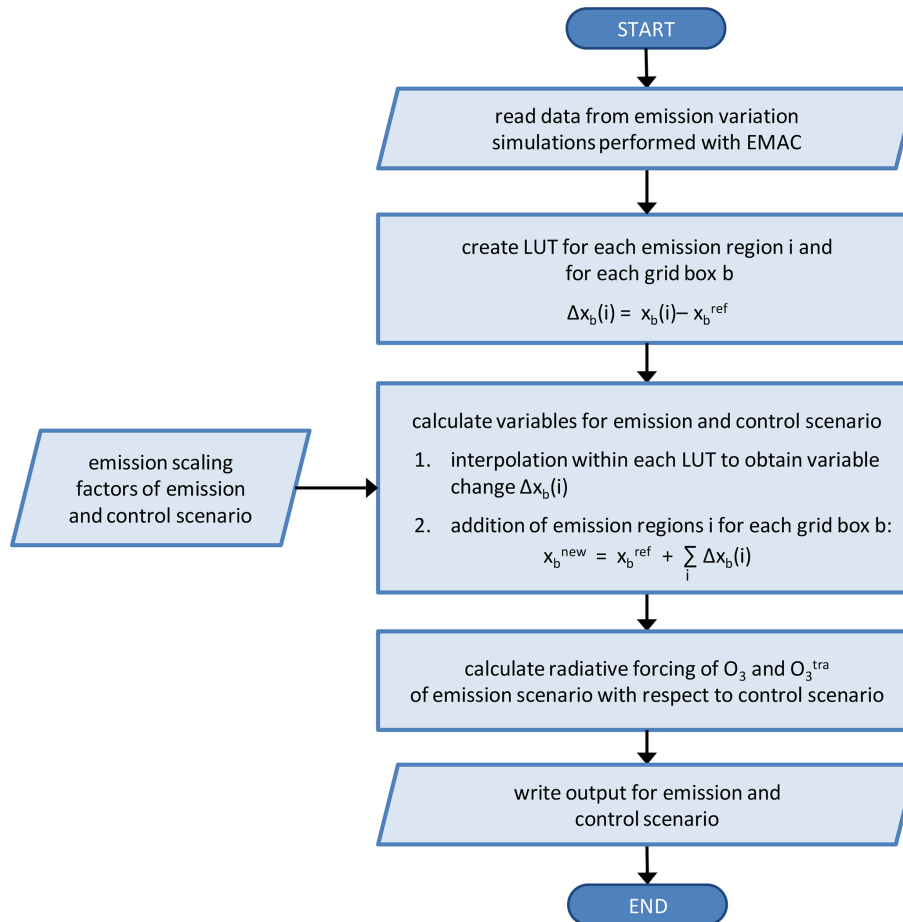 START
read data from emission variation
simulations performed with EMAC
create LUT for each emission region i and
for each grid box b
Δx_b(i) = x_b(i) – x_b^ref
calculate variables for emission and control scenario
1. interpolation within each LUT to obtain variable
change Δx_b(i)
2. addition of emission regions i for each grid box b:
x_b^new = x_b^ref + ∑_i Δx_b(i)
emission scaling
factors of emission
and control scenario
calculate radiative forcing of O₃ and O₃^tra
of emission scenario with respect to control scenario
write output for emission and
control scenario
END